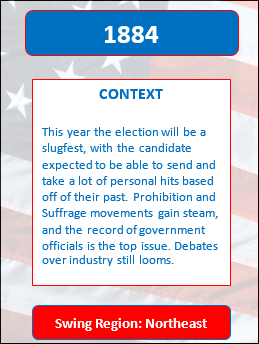 1884
CONTEXT
This year the election will be a
slugfest, with the candidate
expected to be able to send and
take a lot of personal hits based
off of their past. Prohibition and
Suffrage movements gain steam,
and the record of government
officials is the top issue. Debates
over industry still looms.
Swing Region: Northeast